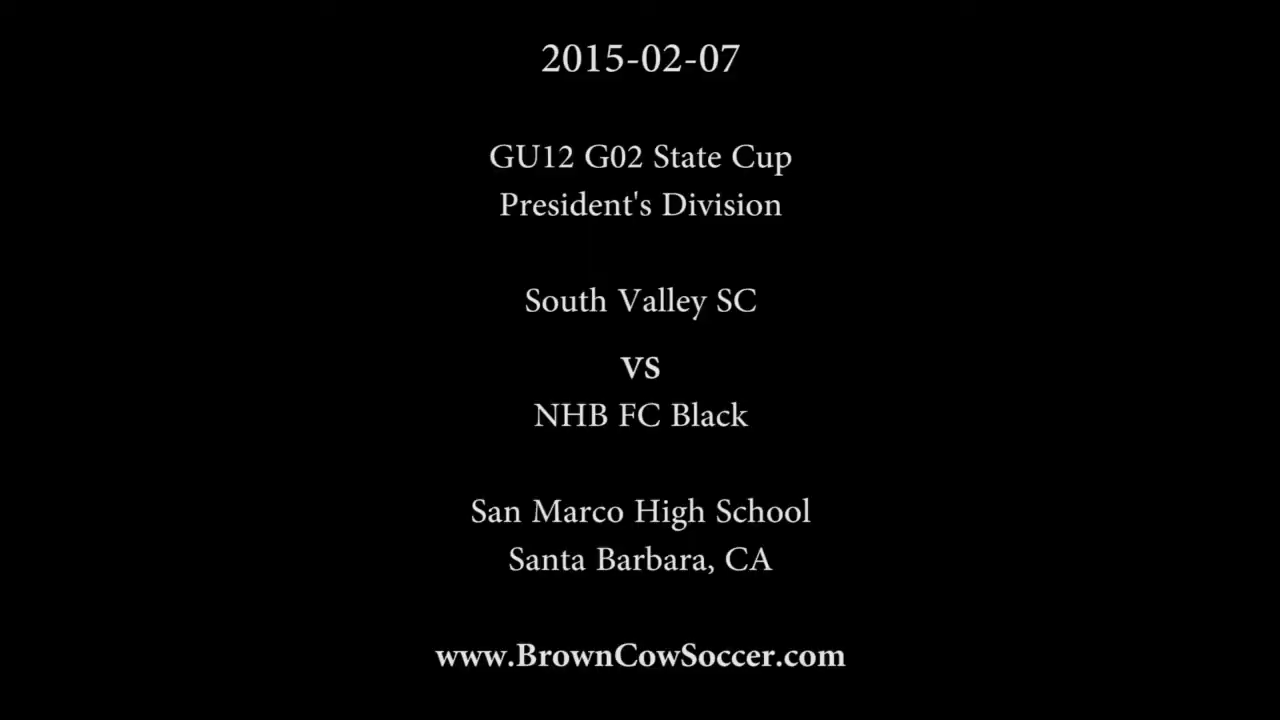 2015-02-07
GU12 G02 State Cup
President's Division
South Valley SC
vs
NHB FC Black
San Marco High School
Santa Barbara, CA
www.BrownCowSoccer.com